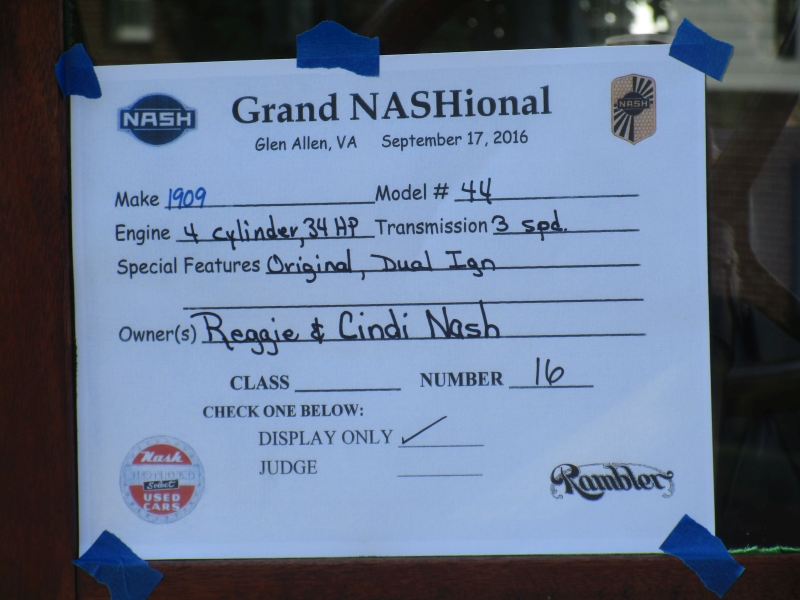 NASH
Grand NASHional
NASH
Glen Allen, VA September 17, 2016
Make 1909 Model # 44
Engine 4 cylinder, 34 HP Transmission 3 spd.
Special Features Original, Dual Ign
Owner(s) Reggie & Cindi Nash
CLASS NUMBER 16
CHECK ONE BELOW:
DISPLAY ONLY ✓
JUDGE
Nash
Select
USED
CARS
Rambler